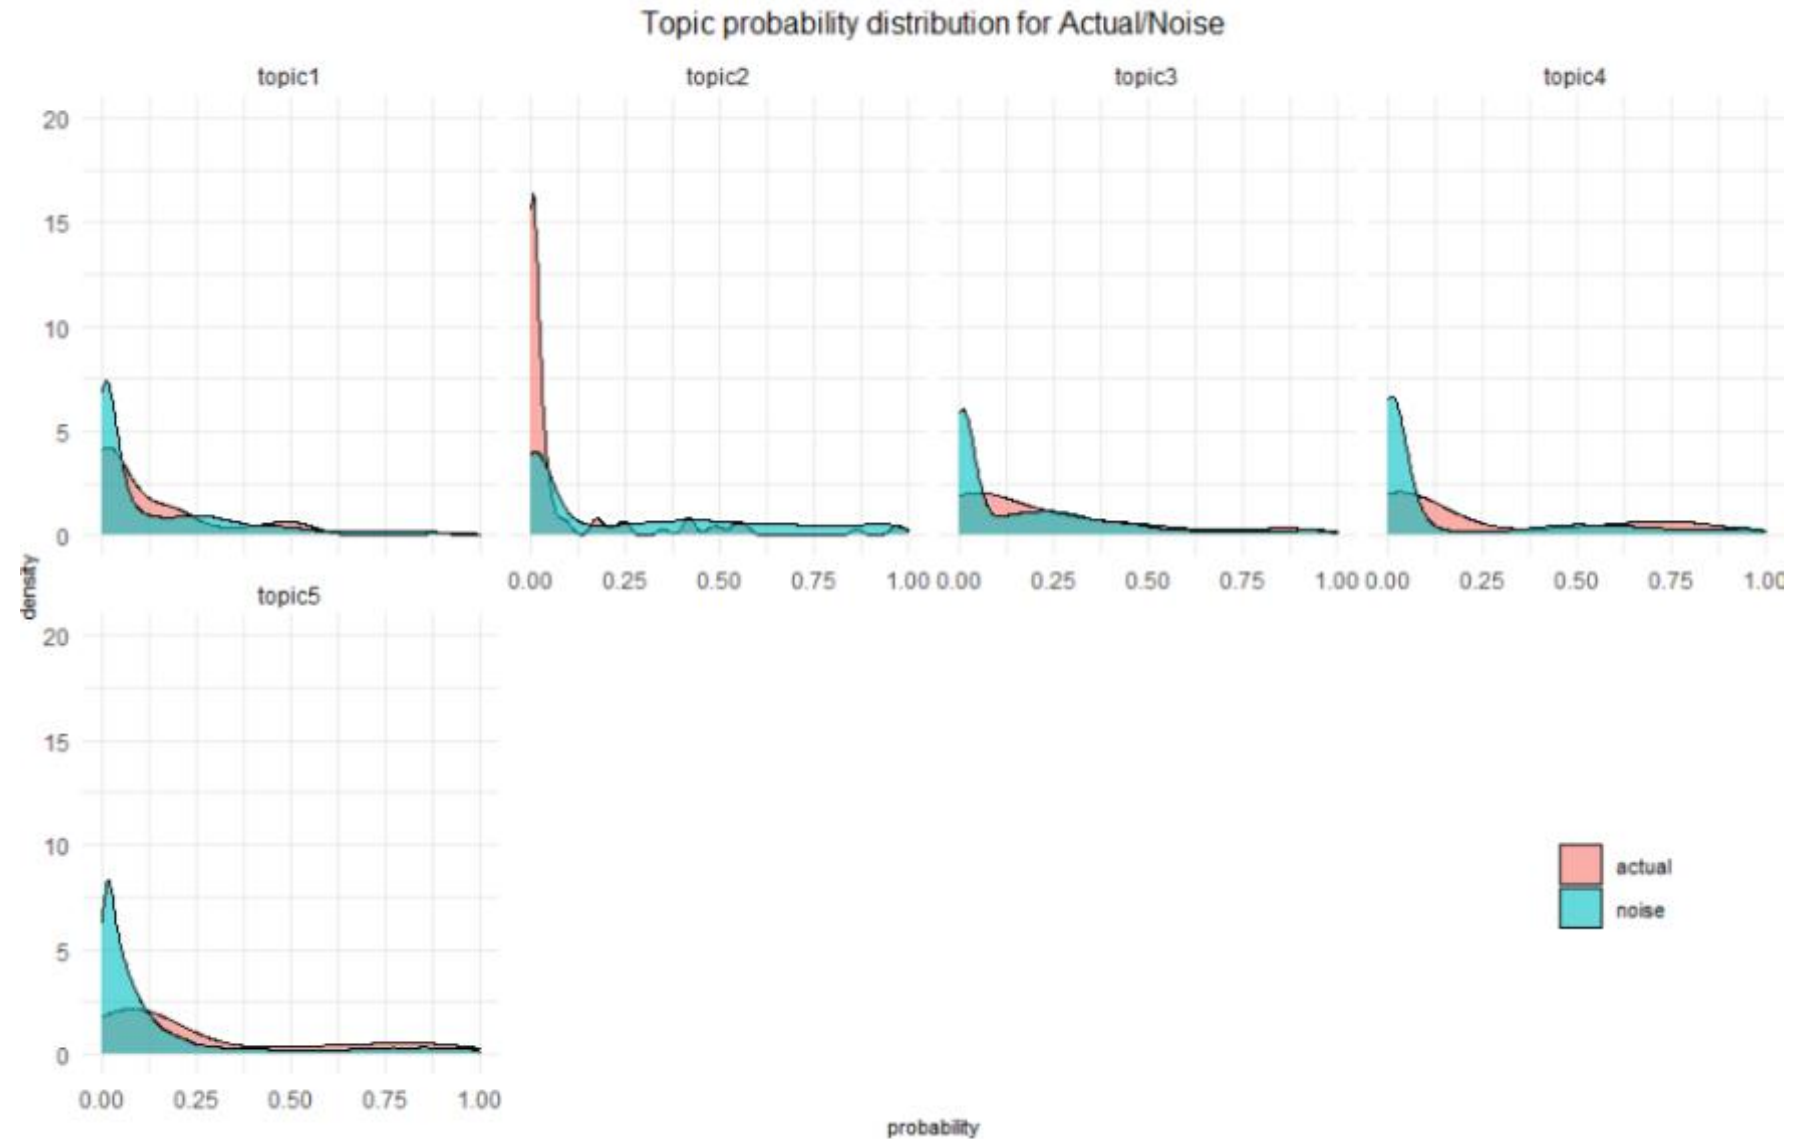 Topic probability distribution for Actual/Noise
topic1 topic2 topic3 topic4
20
15
10
5
0
0.00 0.25 0.50 0.75 1.00 0.00 0.25 0.50 0.75 1.00 0.00 0.25 0.50 0.75 1.00
density
topic5
20
15
10
5
0
actual
noise
0.00 0.25 0.50 0.75 1.00
probability